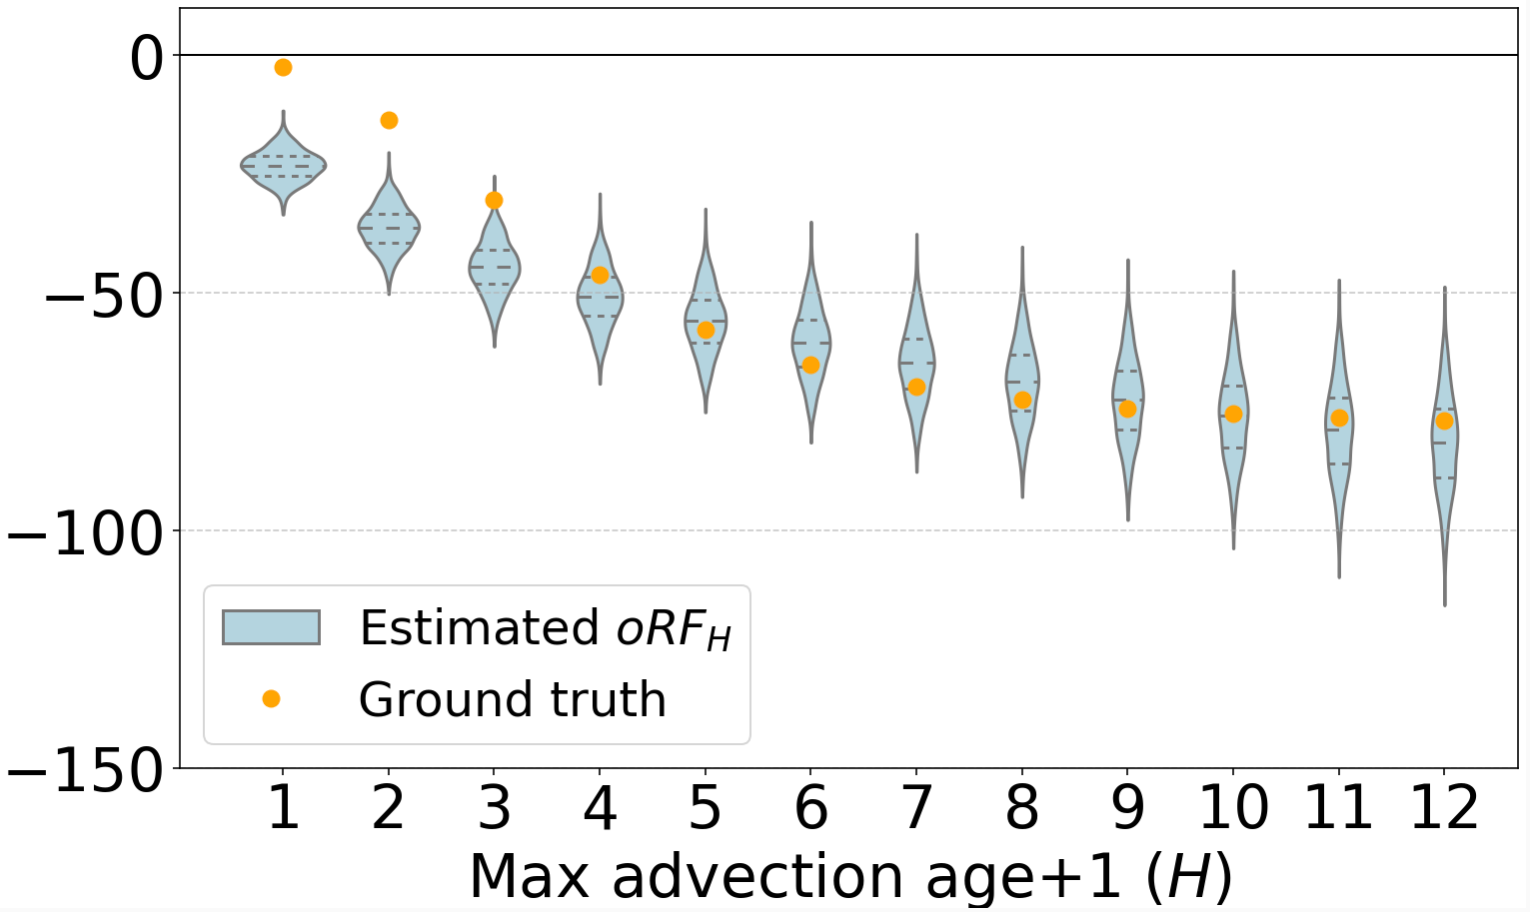 0
−50
−100
−150
Estimated oRF_H
Ground truth
1 2 3 4 5 6 7 8 9 10 11 12
Max advection age+1 (H)